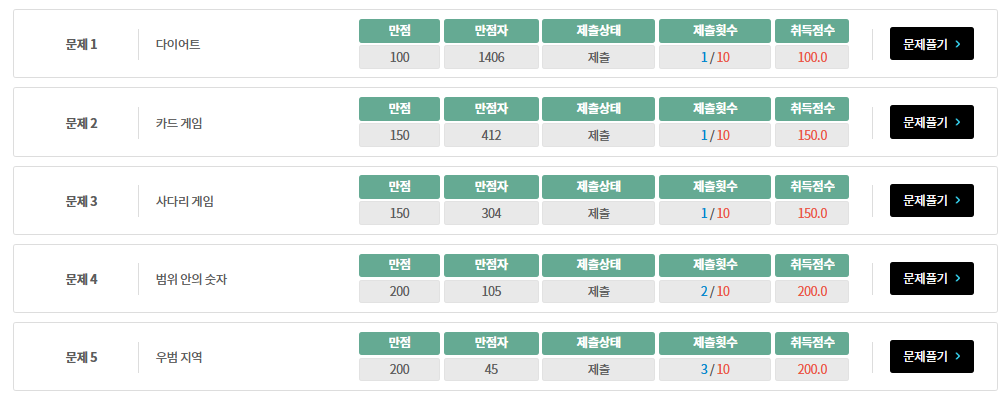 문제 1 다이어트 만점 만점자 제출상태 제출횟수 취득점수 문제풀기 >
100 1406 제출 1 / 10 100.0
문제 2 카드 게임 만점 만점자 제출상태 제출횟수 취득점수 문제풀기 >
150 412 제출 1 / 10 150.0
문제 3 사다리 게임 만점 만점자 제출상태 제출횟수 취득점수 문제풀기 >
150 304 제출 1 / 10 150.0
문제 4 범위 안의 숫자 만점 만점자 제출상태 제출횟수 취득점수 문제풀기 >
200 105 제출 2 / 10 200.0
문제 5 우범 지역 만점 만점자 제출상태 제출횟수 취득점수 문제풀기 >
200 45 제출 3 / 10 200.0